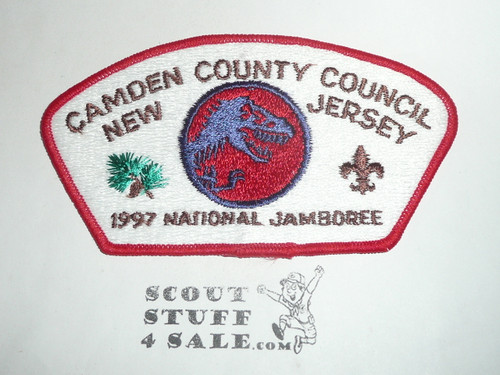 CAMDEN COUNTY COUNCIL
NEW JERSEY
1997 NATIONAL JAMBOREE
SCOUT
STUFF
4 SALE.COM